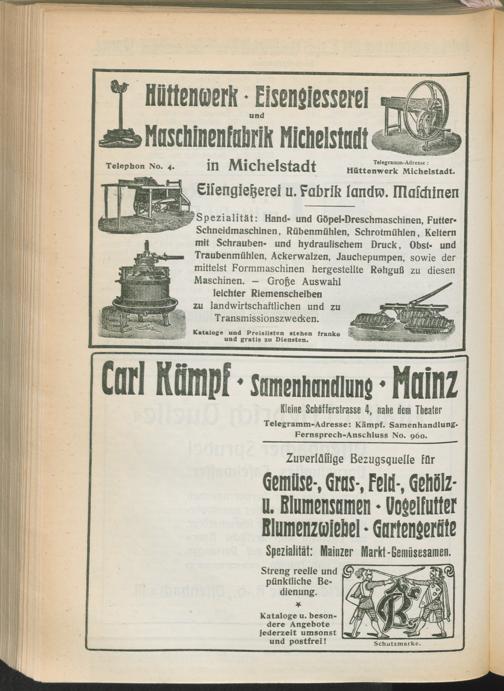 Hüttenwerk · Eisengiesserei
und
Maschinenfabrik Michelstadt
Telephon No. 4.
in Michelstadt
Telegramm-Adresse:
Hüttenwerk Michelstadt.
Eisengießerei u. Fabrik landw. Maschinen
Spezialität: Hand- und Göpel-Dreschmaschinen, Futter-
Schneidmaschinen, Rübenmühlen, Schrotmühlen, Keltern
mit Schrauben- und hydraulischem Druck, Obst- und
Traubenmühlen, Ackerwalzen, Jauchepumpen, sowie der
mittelst Formmaschinen hergestellte Rohguß zu diesen
Maschinen. — Große Auswahl
leichter Riemenscheiben
zu landwirtschaftlichen und zu
Transmissionszwecken.
Kataloge und Preislisten stehen franko
und gratis zu Diensten.
Carl Kämpf · Samenhandlung · Mainz
Kleine Schöfferstrasse 4, nahe dem Theater
Telegramm-Adresse: Kämpf. Samenhandlung.
Fernsprech-Anschluss No. 960.
Zuverlässige Bezugsquelle für
Gemüse-, Gras-, Feld-, Gehölz-
u. Blumensamen · Vogelfutter
Blumenzwiebel · Gartengeräte
Spezialität: Mainzer Markt-Gemüsesamen.
Streng reelle und
pünktliche Be-
dienung.
*
Kataloge u. beson-
dere Angebote
jederzeit umsonst
und postfrei!
Schutzmarke.